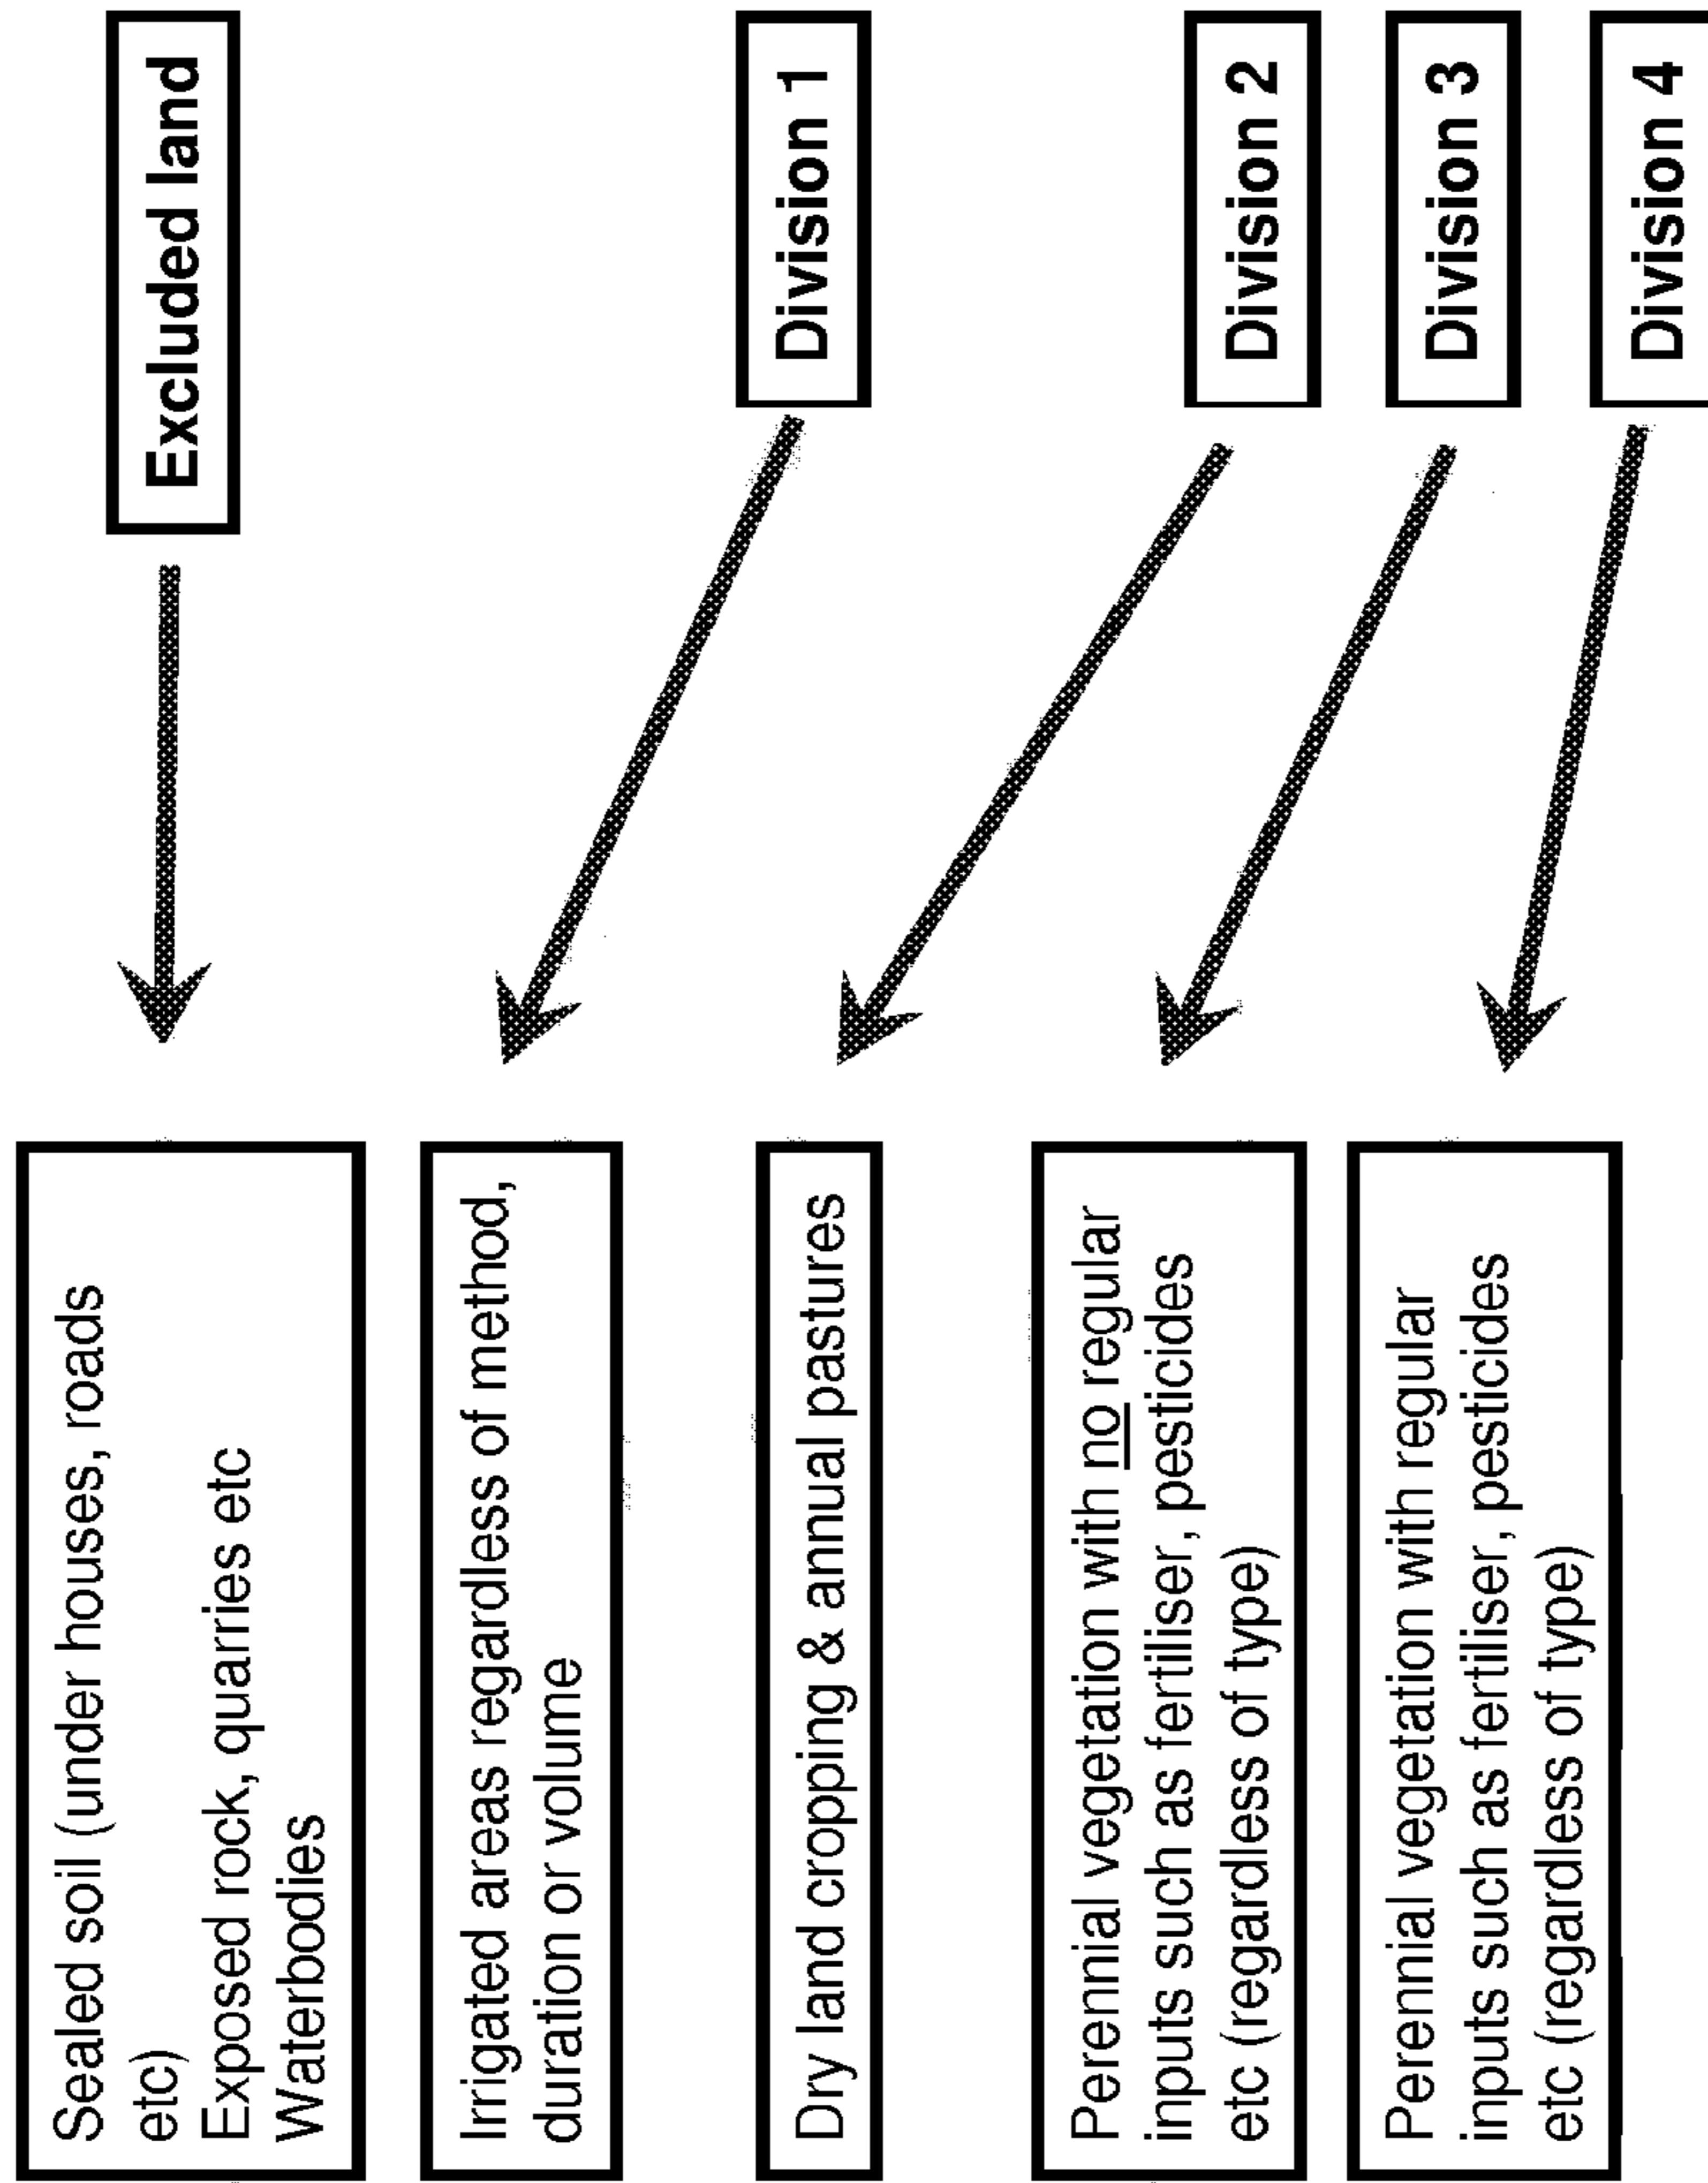 Sealed soil (under houses, roads
etc)
Exposed rock, quarries etc
Waterbodies
Excluded land
Irrigated areas regardless of method,
duration or volume
Division 1
Dry land cropping & annual pastures
Division 2
Perennial vegetation with no regular
inputs such as fertiliser, pesticides
etc (regardless of type)
Division 3
Perennial vegetation with regular
inputs such as fertiliser, pesticides
etc (regardless of type)
Division 4